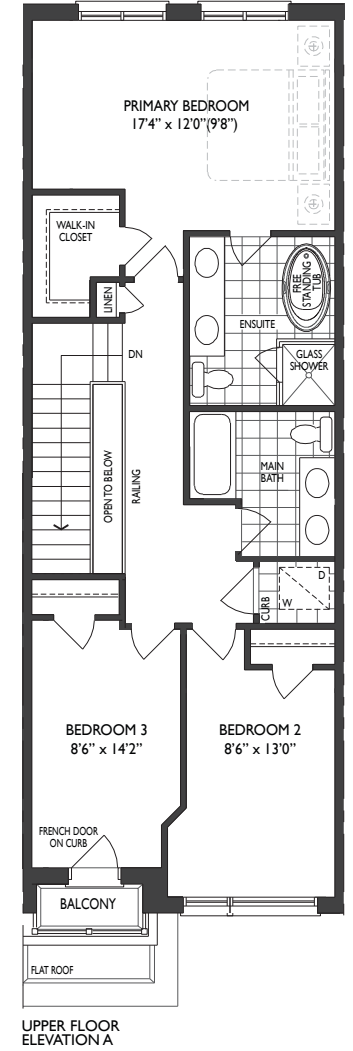 PRIMARY BEDROOM
17'4" x 12'0"(9'8")
WALK-IN
CLOSET
LINEN
FREE
STANDING
TUB
ENSUITE
GLASS
SHOWER
DN
OPEN TO BELOW
RAILING
MAIN
BATH
CURB
D
W
BEDROOM 3
8'6" x 14'2"
BEDROOM 2
8'6" x 13'0"
FRENCH DOOR
ON CURB
BALCONY
FLAT ROOF
UPPER FLOOR
ELEVATION A